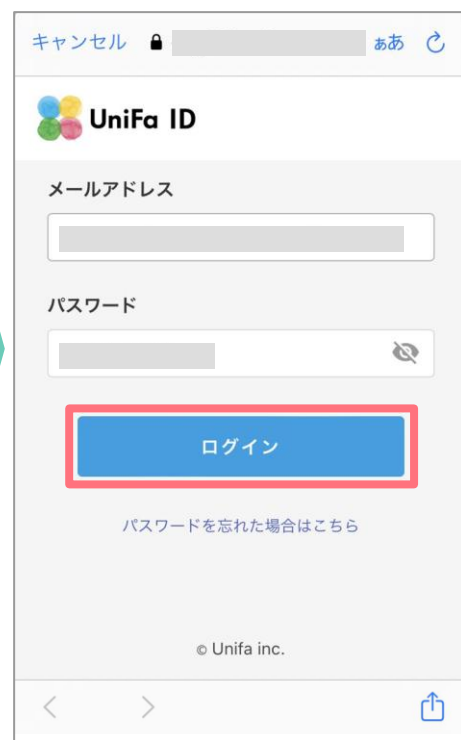 キャンセル
ぁあ
UniFa ID
メールアドレス
パスワード
ログイン
パスワードを忘れた場合はこちら
© Unifa inc.